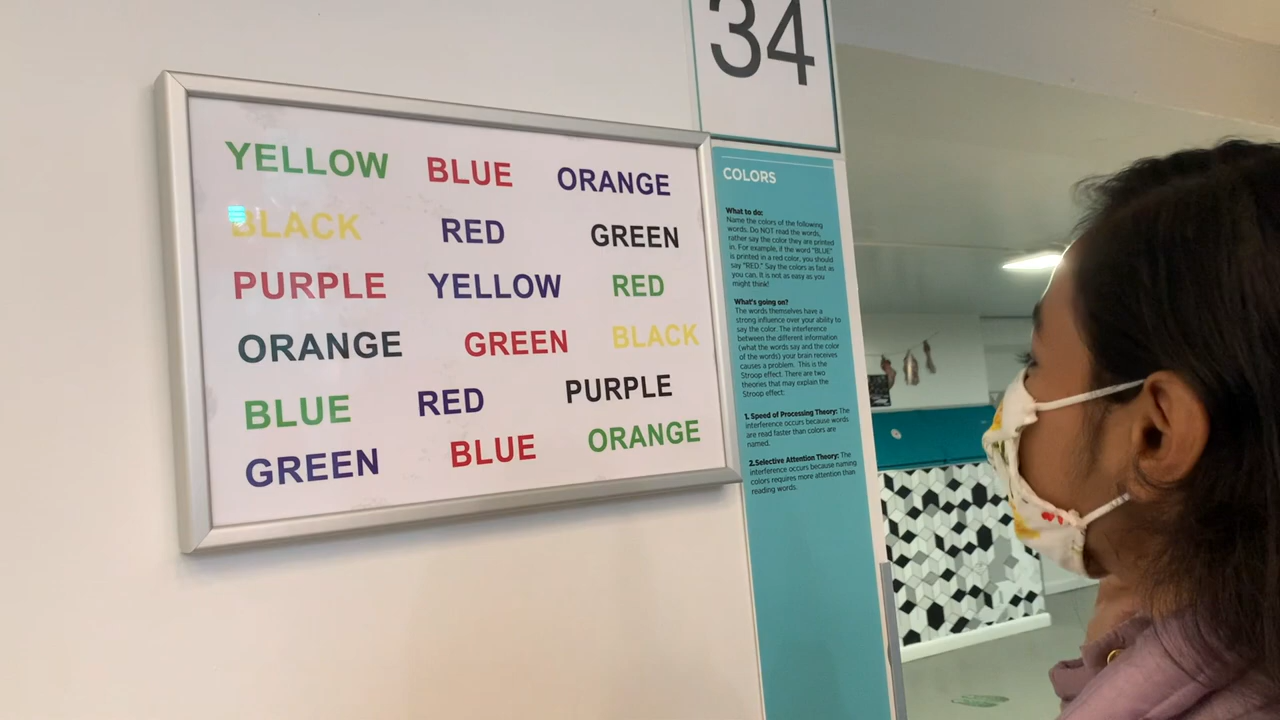 YELLOW BLUE ORANGE
BLACK RED GREEN
PURPLE YELLOW RED
ORANGE GREEN BLACK
BLUE RED PURPLE
GREEN BLUE ORANGE
34
COLORS
What to do:
Name the colors of the following
words. Do NOT read the words,
rather say the color they are printed
in. For example, if the word "BLUE"
is printed in a red color, you should
say "RED." Say the colors as fast as
you can. It is not as easy as you
might think!
What's going on?
The words themselves have a
strong influence over your ability to
say the color. The interference
between the different information
(what the words say and the color
of the words) your brain receives
causes a problem. This is the
Stroop effect. There are two
theories that may explain the
Stroop effect:
1. Speed of Processing Theory: The
interference occurs because words
are read faster than colors are
named.
2.Selective Attention Theory: The
interference occurs because naming
colors requires more attention than
reading words.